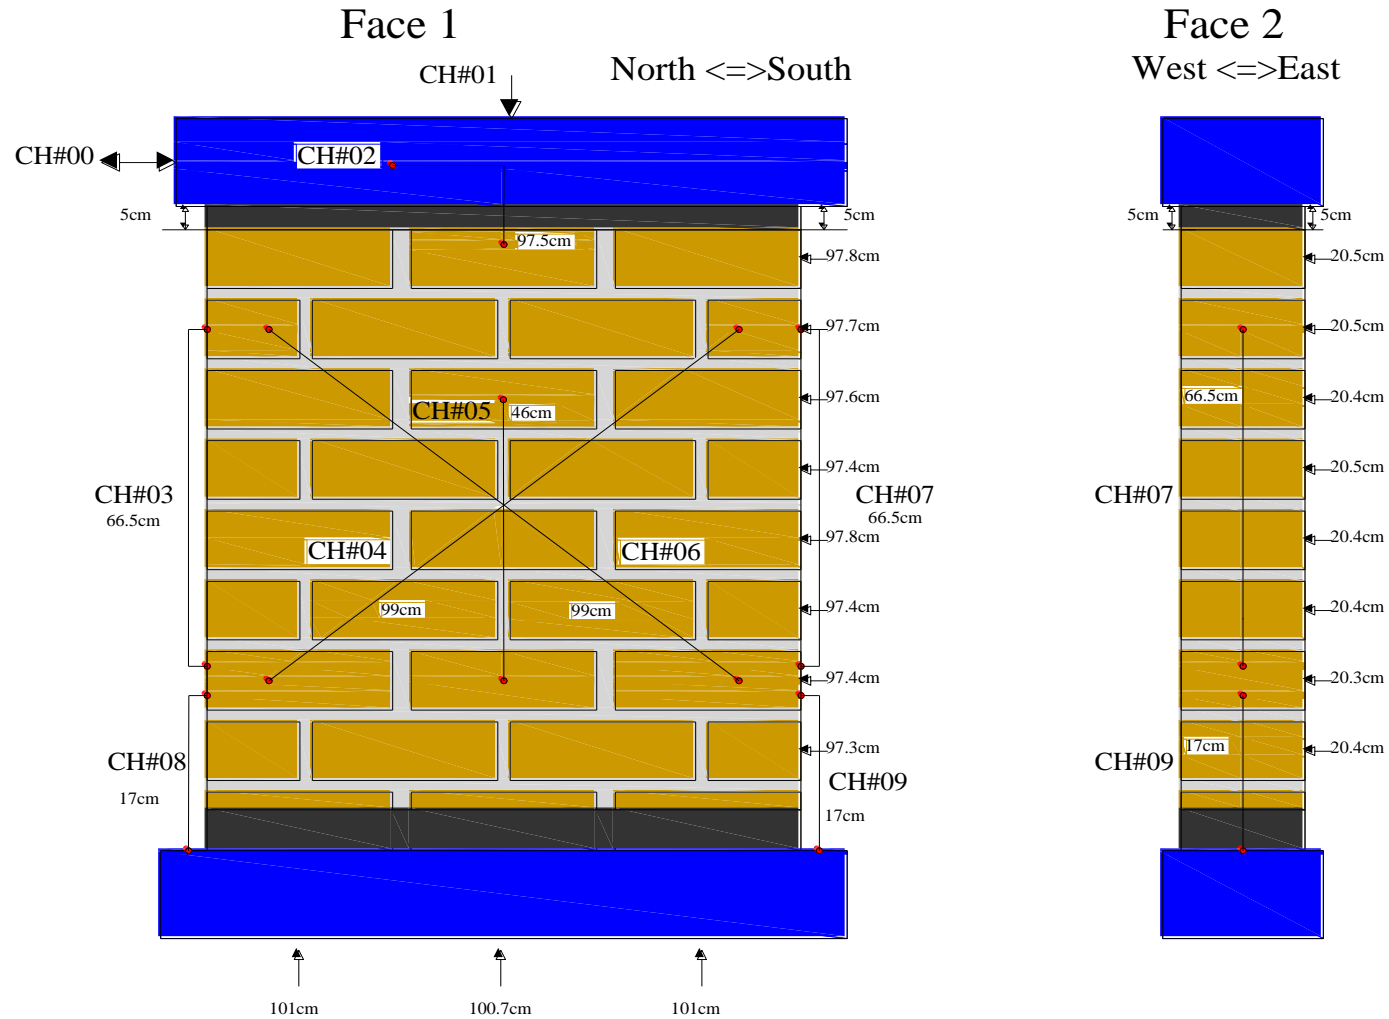 Face 1
Face 2
North <=>South
West <=>East
CH#01
CH#00
CH#02
5cm
5cm
5cm
5cm
97.5cm
97.8cm
20.5cm
97.7cm
20.5cm
97.6cm
66.5cm
20.4cm
CH#05
46cm
97.4cm
20.5cm
CH#03
66.5cm
CH#07
66.5cm
CH#07
97.8cm
20.4cm
CH#04
CH#06
99cm
99cm
97.4cm
20.4cm
97.4cm
20.3cm
97.3cm
17cm
20.4cm
CH#08
17cm
CH#09
17cm
CH#09
101cm
100.7cm
101cm